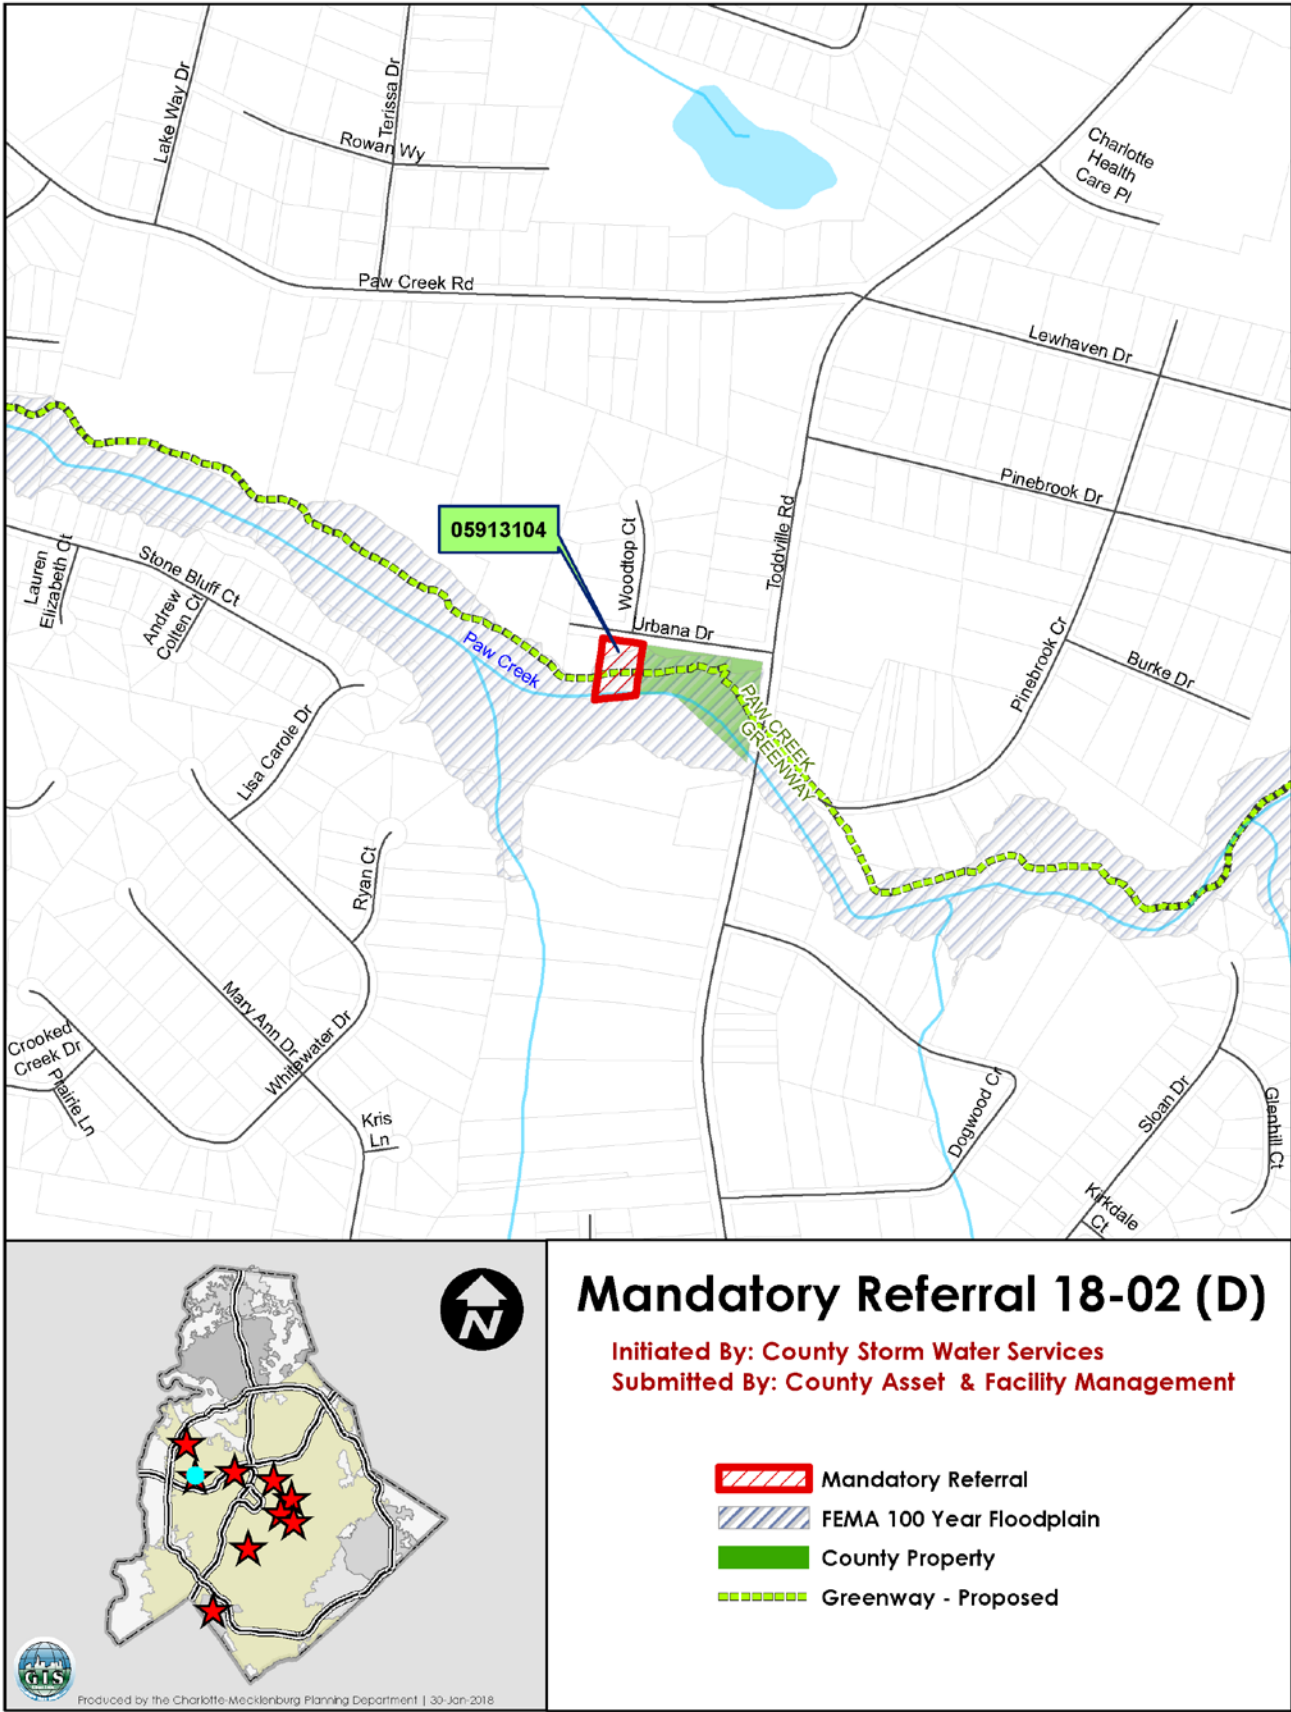 Lake Way Dr
Terissa Dr
Rowan Wy
Charlotte
Health
Care Pl
Paw Creek Rd
Lewhaven Dr
Pinebrook Dr
05913104
Woodtop Ct
Toddville Rd
Lauren
Elizabeth Ct
Stone Bluff Ct
Andrew
Colten Ct
Urbana Dr
Paw Creek
Pinebrook Cr
Burke Dr
PAW CREEK
GREENWAY
Lisa Carole Dr
Ryan Ct
Mary Ann Dr
Whitewater Dr
Crooked
Creek Dr
Prairie Ln
Kris
Ln
Dogwood Cr
Sloan Dr
Glenhill Ct
Kirkdale
Ct
N
Mandatory Referral 18-02 (D)
Initiated By: County Storm Water Services
Submitted By: County Asset & Facility Management
Mandatory Referral
FEMA 100 Year Floodplain
County Property
Greenway - Proposed
GIS
Produced by the Charlotte-Mecklenburg Planning Department | 30-Jan-2018